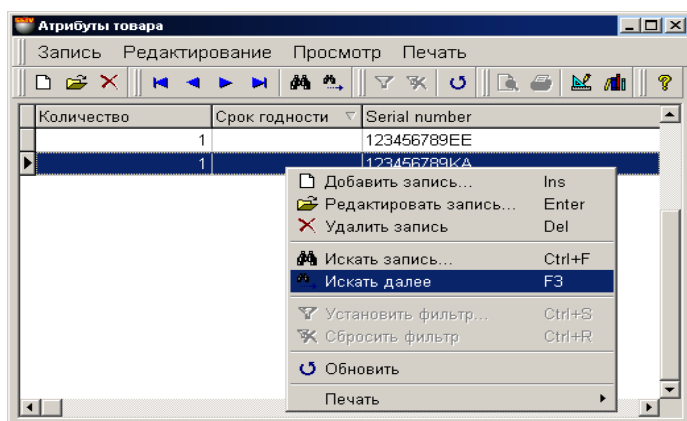 Атрибуты товара
Запись Редактирование Просмотр Печать
Количество Срок годности Serial number
1 123456789EE
1 123456789KA
Добавить запись... Ins
Редактировать запись... Enter
Удалить запись Del
Искать запись... Ctrl+F
Искать далее F3
Установить фильтр... Ctrl+S
Сбросить фильтр Ctrl+R
Обновить
Печать